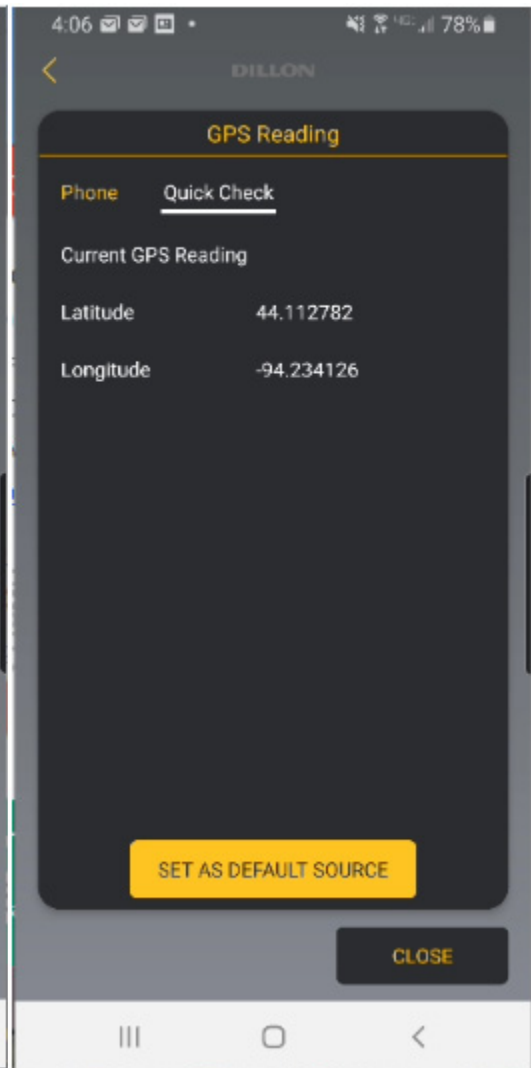 4:06 78%
DILLON
GPS Reading
Phone Quick Check
Current GPS Reading
Latitude 44.112782
Longitude -94.234126
SET AS DEFAULT SOURCE
CLOSE